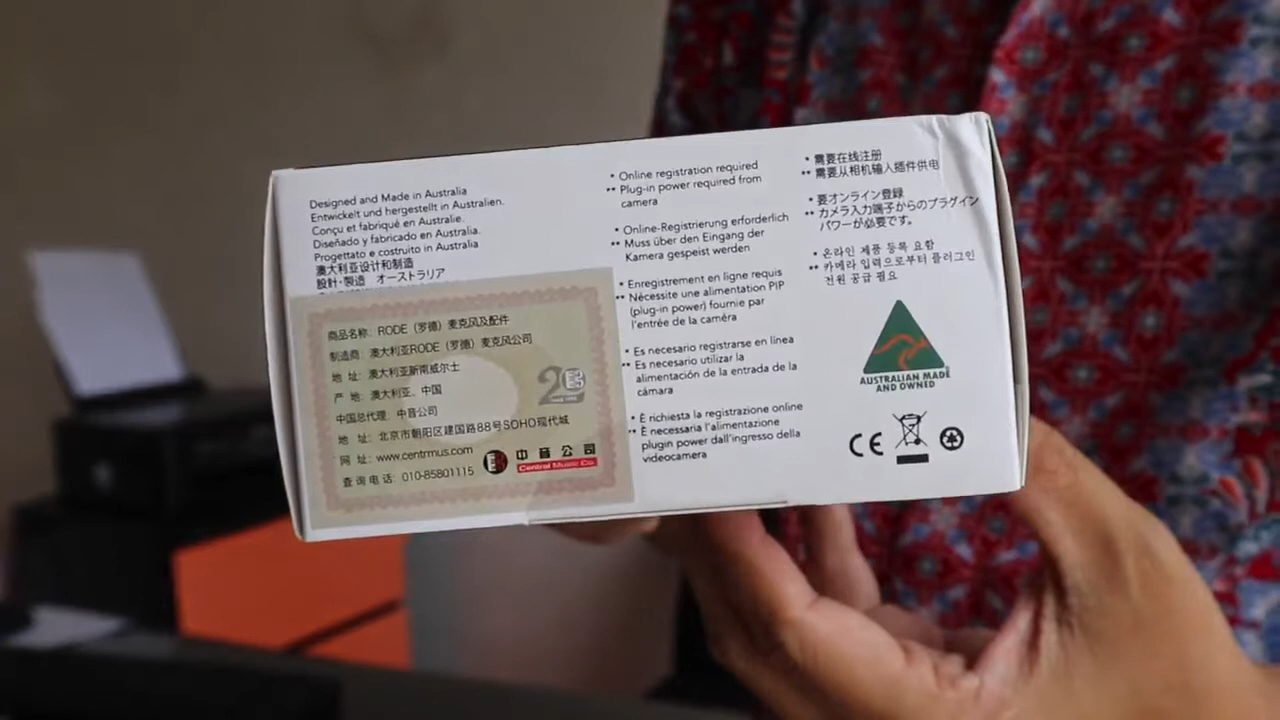 Designed and Made in Australia
Entwickelt und hergestellt in Australien.
Conçu et fabriqué en Australie.
Diseñado y fabricado en Australia.
Progettato e costruito in Australia
澳大利亚设计和制造
設計·製造 オーストラリア
商品名称: RODE (罗德) 麦克风及配件
制造商: 澳大利亚RODE (罗德) 麦克风公司
地 址: 澳大利亚新南威尔士
产 地: 澳大利亚、中国
中国总代理: 中音公司
地 址: 北京市朝阳区建国路88号SOHO现代城
网 址: www.centrmus.com
查询电话: 010-85801115
中音公司
Central Music Co.
* Online registration required
** Plug-in power required from
camera
* Online-Registrierung erforderlich
** Muss über den Eingang der
Kamera gespeist werden
* Enregistrement en ligne requis
** Nécessite une alimentation PIP
(plug-in power) fournie par
l'entrée de la caméra
* Es necesario registrarse en línea
** Es necesario utilizar la
alimentación de la entrada de la
cámara
* È richiesta la registrazione online
** È necessaria l'alimentazione
plugin power dall'ingresso della
videocamera
* 需要在线注册
** 需要从相机输入插件供电
* 要オンライン登録
** カメラ入力端子からのプラグイン
パワーが必要です。
* 온라인 제품 등록 요함
** 카메라 입력으로부터 플러그인
전원 공급 필요
AUSTRALIAN MADE
AND OWNED
CE